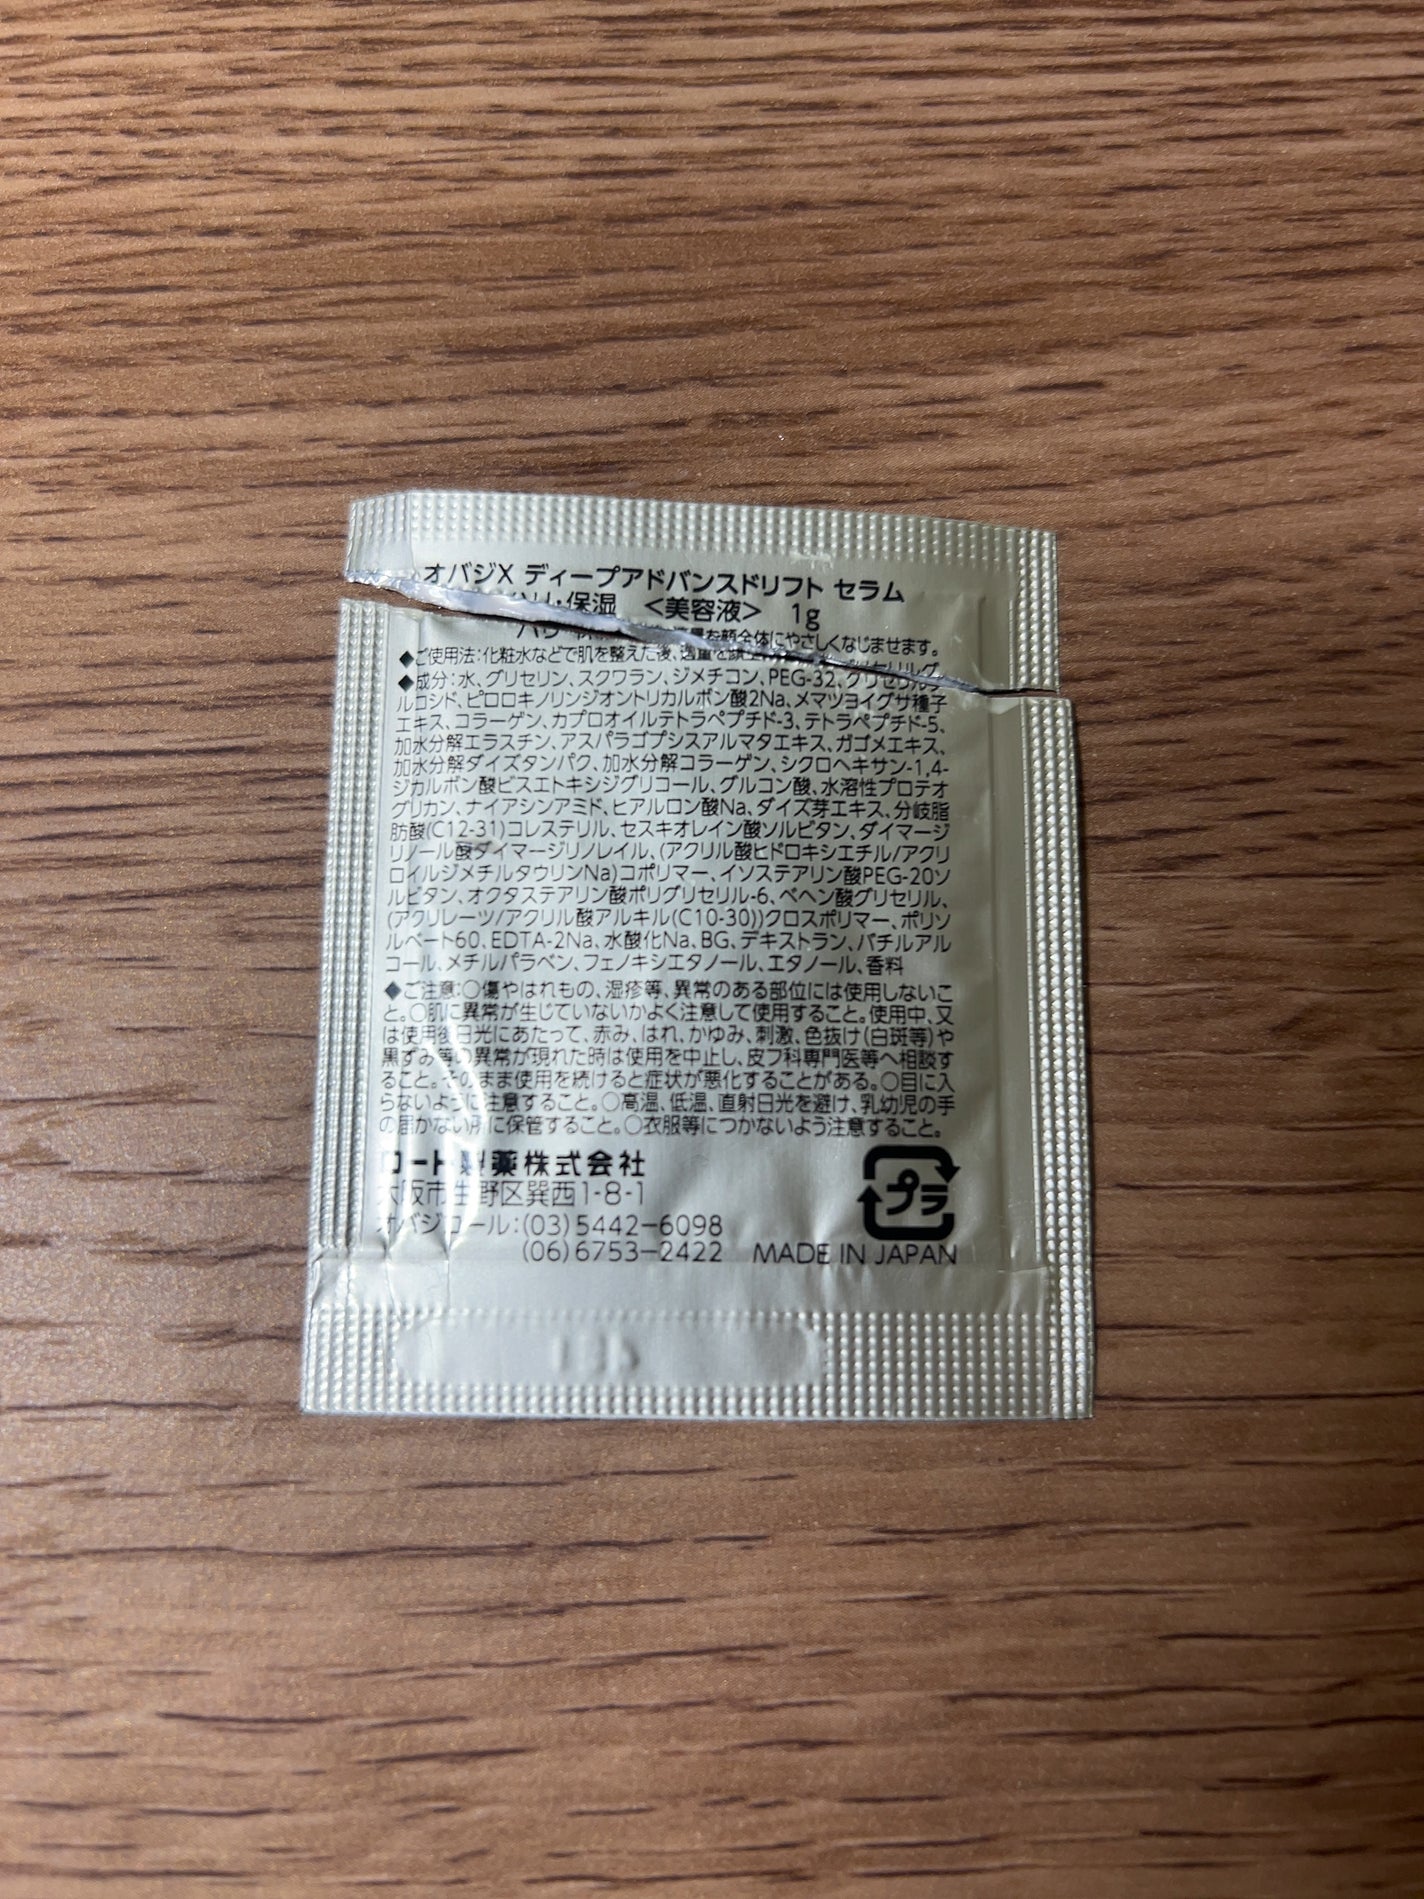 オバジX ディープアドバンスドリフト セラム
ハリ・保湿 <美容液> 1g
◆ご使用法:化粧水などで肌を整えた後、適量を顔全体にやさしくなじませます。
◆成分:水、グリセリン、スクワラン、ジメチコン、PEG-32、グリセリルグ
ルコシド、ピロロキノリンジオントリカルボン酸2Na、メマツヨイグサ種子
エキス、コラーゲン、カプロオイルテトラペプチド-3、テトラペプチド-5、
加水分解エラスチン、アスパラゴプシスアルマタエキス、ガゴメエキス、
加水分解ダイズタンパク、加水分解コラーゲン、シクロヘキサン-1,4-
ジカルボン酸ビスエトキシジグリコール、グルコン酸、水溶性プロテオ
グリカン、ナイアシンアミド、ヒアルロン酸Na、ダイズ芽エキス、分岐脂
肪酸(C12-31)コレステリル、セスキオレイン酸ソルビタン、ダイマージ
リノール酸ダイマージリノレイル、(アクリル酸ヒドロキシエチル/アクリ
ロイルジメチルタウリンNa)コポリマー、イソステアリン酸PEG-20ソ
ルビタン、オクタステアリン酸ポリグリセリル-6、ベヘン酸グリセリル、
(アクリレーツ/アクリル酸アルキル(C10-30))クロスポリマー、ポリソ
ルベート60、EDTA-2Na、水酸化Na、BG、デキストラン、バチルアル
コール、メチルパラベン、フェノキシエタノール、エタノール、香料
◆ご注意:○傷やはれもの、湿疹等、異常のある部位には使用しないこ
と。○肌に異常が生じていないかよく注意して使用すること。使用中、又
は使用後日光にあたって、赤み、はれ、かゆみ、刺激、色抜け(白斑等)や
黒ずみ等の異常が現れた時は使用を中止し、皮フ科専門医等へ相談す
ること。そのまま使用を続けると症状が悪化することがある。○目に入
らないように注意すること。○高温、低温、直射日光を避け、乳幼児の手
の届かない所に保管すること。○衣服等につかないよう注意すること。
ロート製薬株式会社
大阪市生野区巽西1-8-1
オバジコール:(03)5442-6098
(06)6753-2422 MADE IN JAPAN
プラ